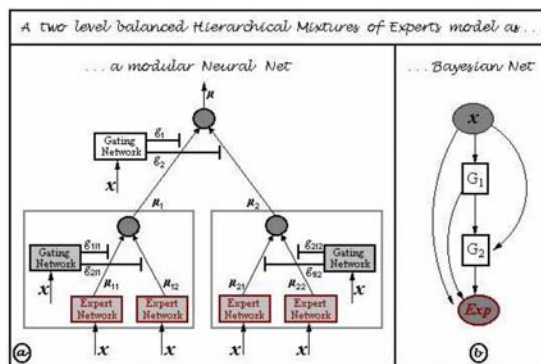 A two level balanced Hierarchical Mixtures of Experts model as...
...a modular Neural Net
...Bayesian Net
μ
Gating
Network
g1
g2
x
μ1
μ2
Gating
Network
g1|1
g2|1
x
μ11
μ12
Expert
Network
Expert
Network
x
x
g2|2
Gating
Network
x
μ21
μ22
Expert
Network
Expert
Network
x
x
a
x
G1
G2
Exp
b